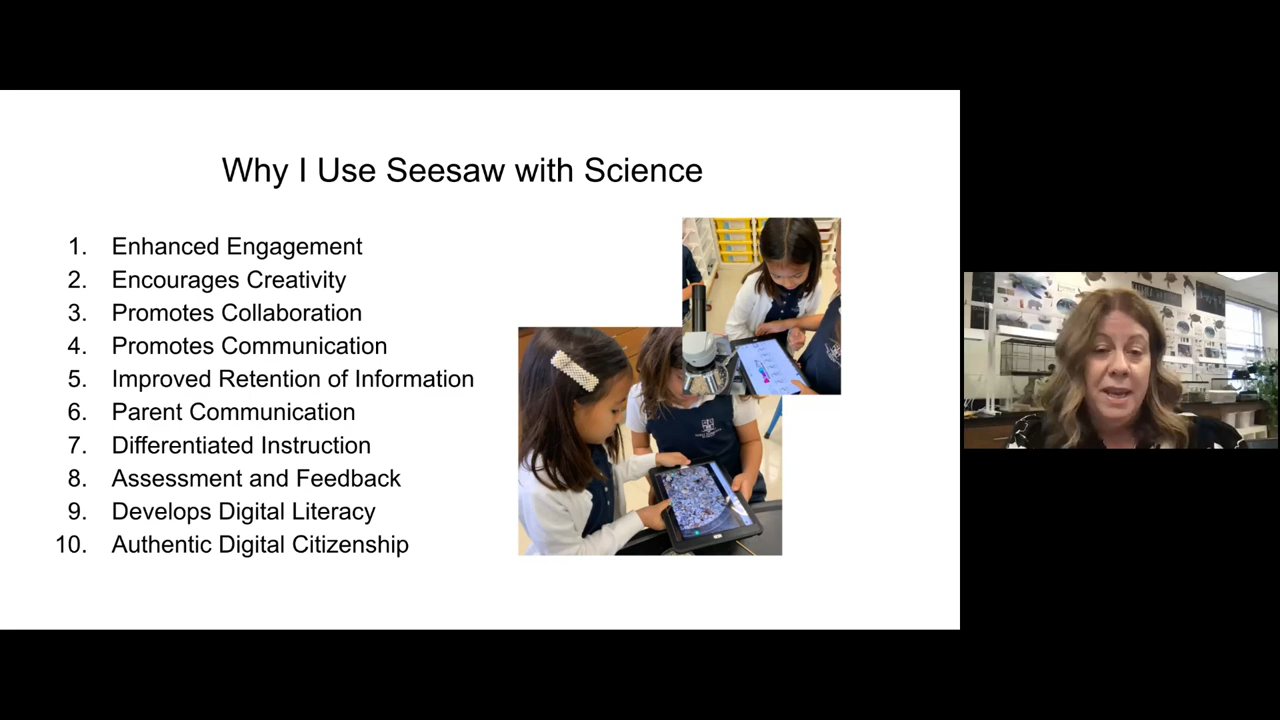 Why I Use Seesaw with Science
1. Enhanced Engagement
2. Encourages Creativity
3. Promotes Collaboration
4. Promotes Communication
5. Improved Retention of Information
6. Parent Communication
7. Differentiated Instruction
8. Assessment and Feedback
9. Develops Digital Literacy
10. Authentic Digital Citizenship